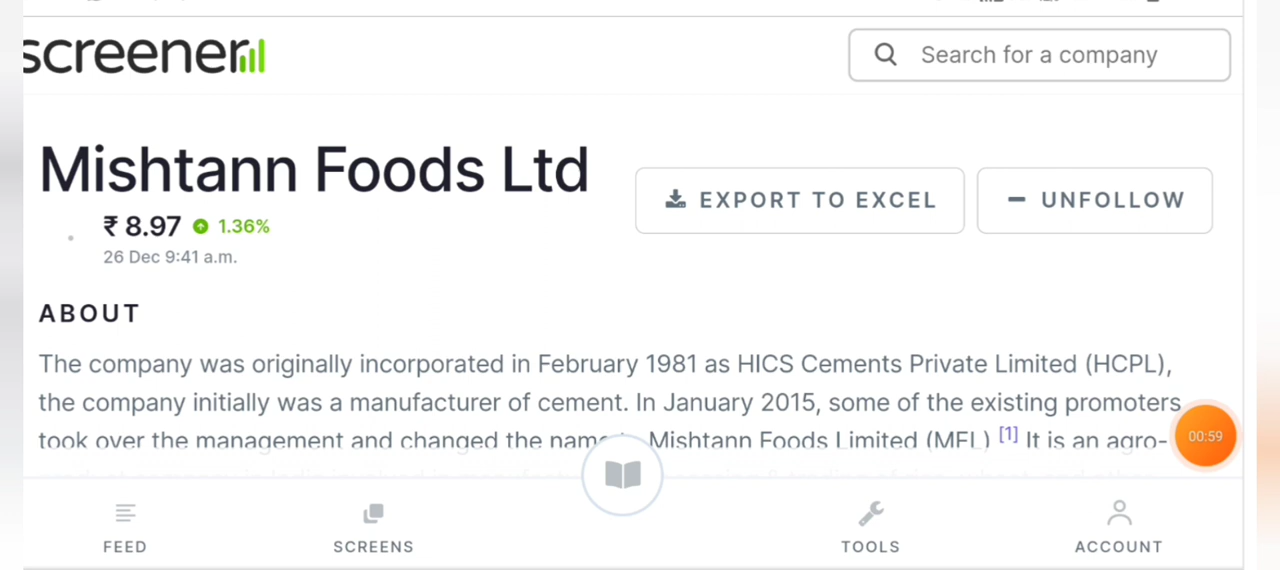 screener
Search for a company
Mishtann Foods Ltd
EXPORT TO EXCEL
UNFOLLOW
₹ 8.97 1.36%
26 Dec 9:41 a.m.
ABOUT
The company was originally incorporated in February 1981 as HICS Cements Private Limited (HCPL),
the company initially was a manufacturer of cement. In January 2015, some of the existing promoters
took over the management and changed the name Mishtann Foods Limited (MFL) [1] It is an agro-
00:59
FEED
SCREENS
TOOLS
ACCOUNT